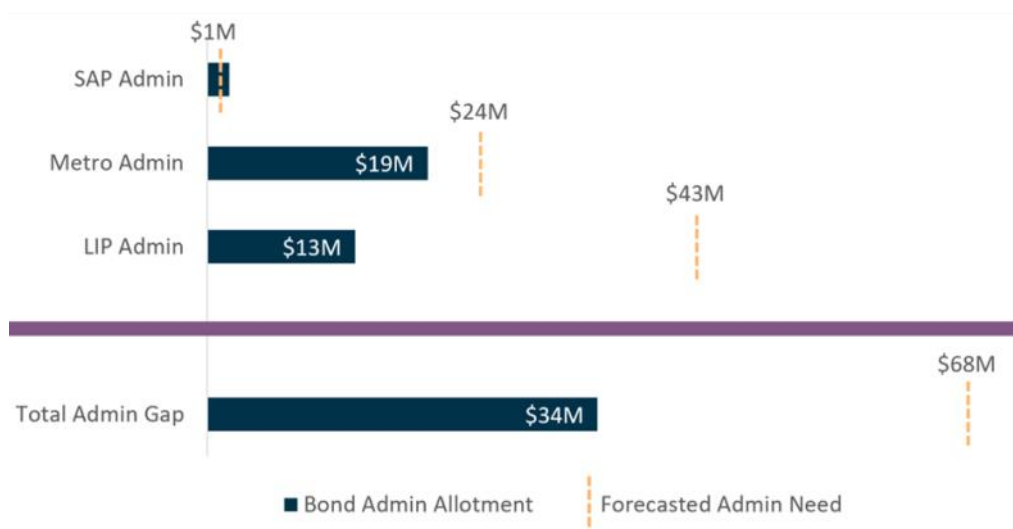 $1M
SAP Admin
$24M
Metro Admin
$19M
$43M
LIP Admin
$13M
$68M
Total Admin Gap
$34M
Bond Admin Allotment
Forecasted Admin Need